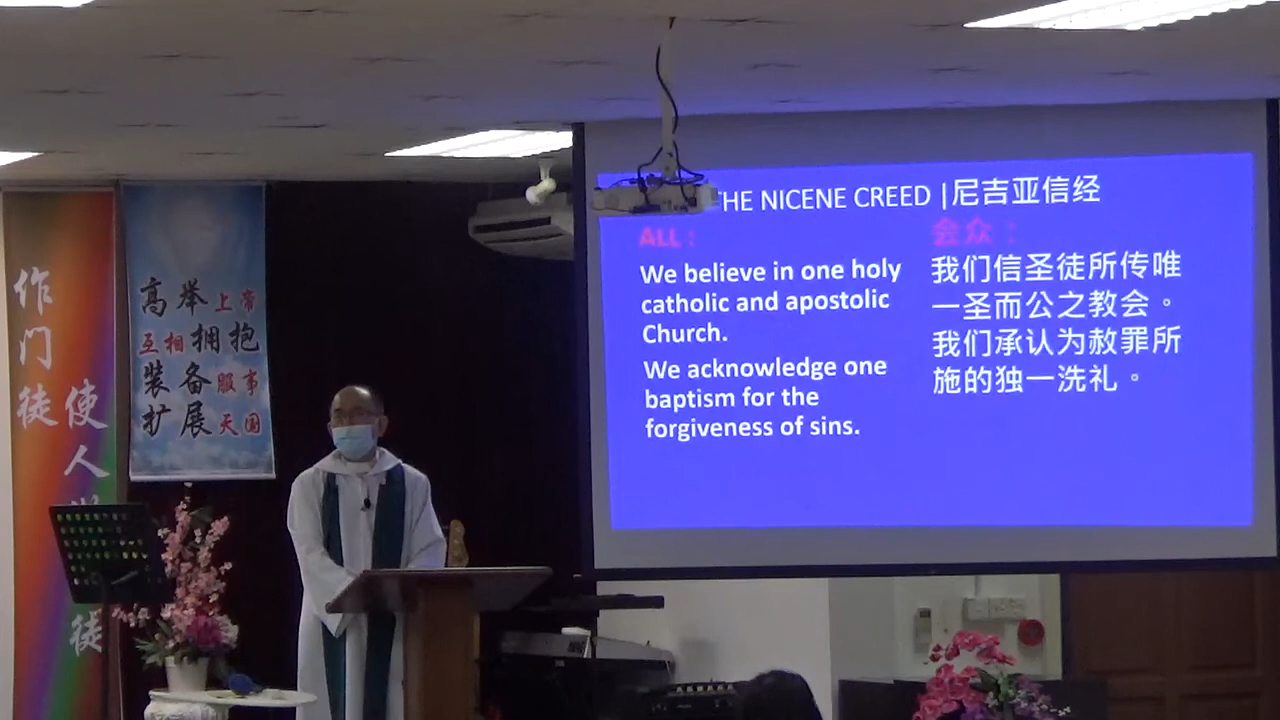 作门徒
使人
徒
高举上帝
互相拥抱
装备服事
扩展天国
HE NICENE CREED |尼吉亚信经
ALL :
We believe in one holy
catholic and apostolic
Church.
We acknowledge one
baptism for the
forgiveness of sins.
会众：
我们信圣徒所传唯
一圣而公之教会。
我们承认为赦罪所
施的独一洗礼。